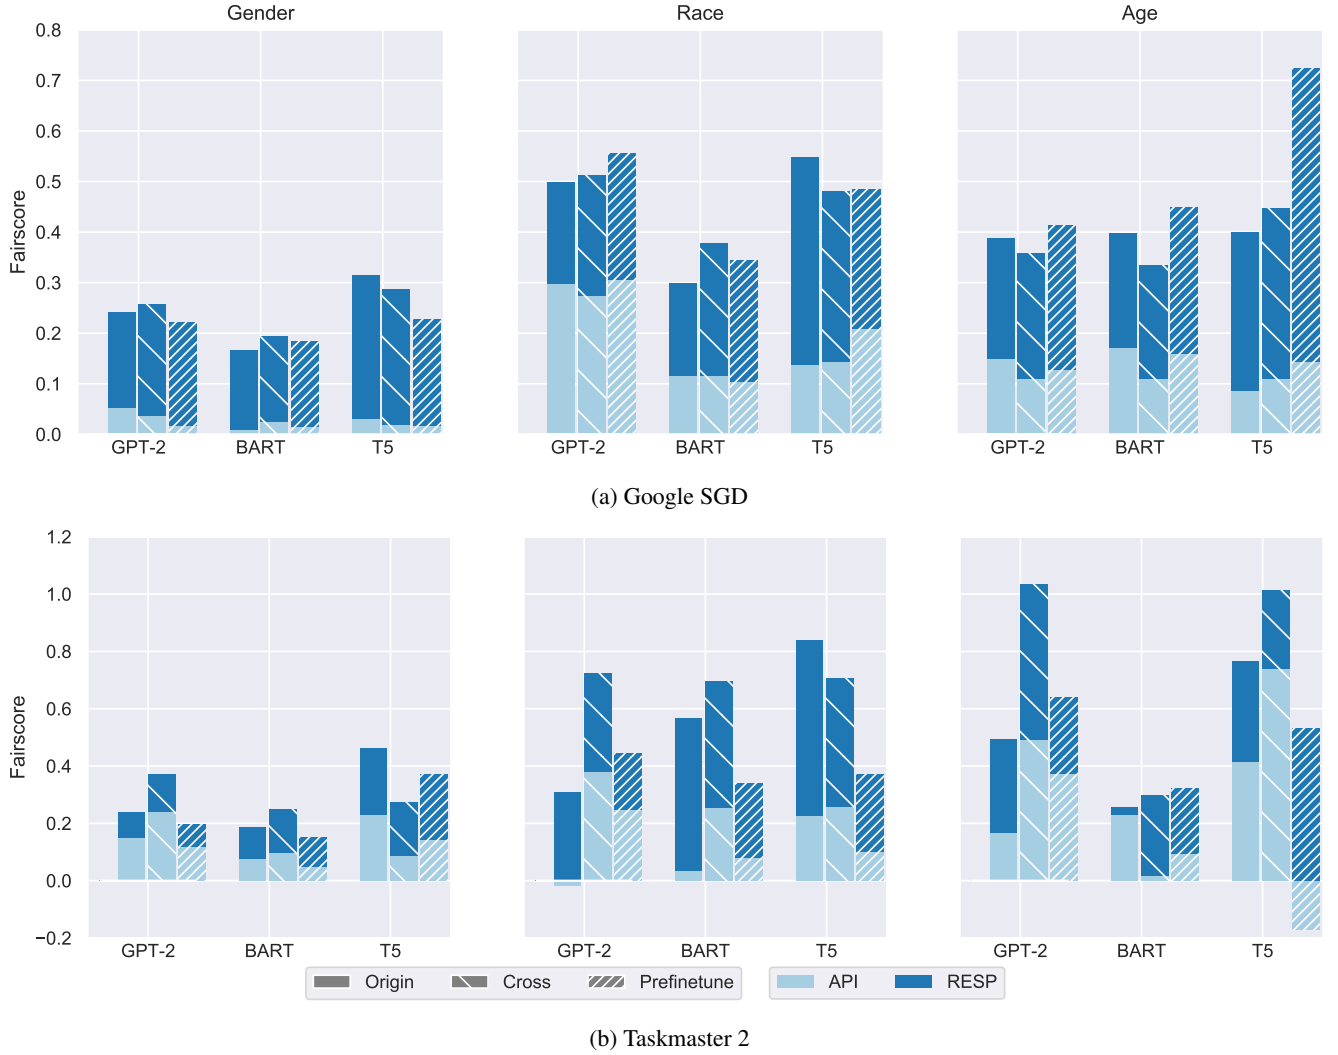 Gender Race Age
Fairscore
0.8
0.7
0.6
0.5
0.4
0.3
0.2
0.1
0.0
GPT-2 BART T5 GPT-2 BART T5 GPT-2 BART T5
(a) Google SGD
Fairscore
1.2
1.0
0.8
0.6
0.4
0.2
0.0
−0.2
GPT-2 BART T5 GPT-2 BART T5 GPT-2 BART T5
Origin Cross Prefinetune API RESP
(b) Taskmaster 2